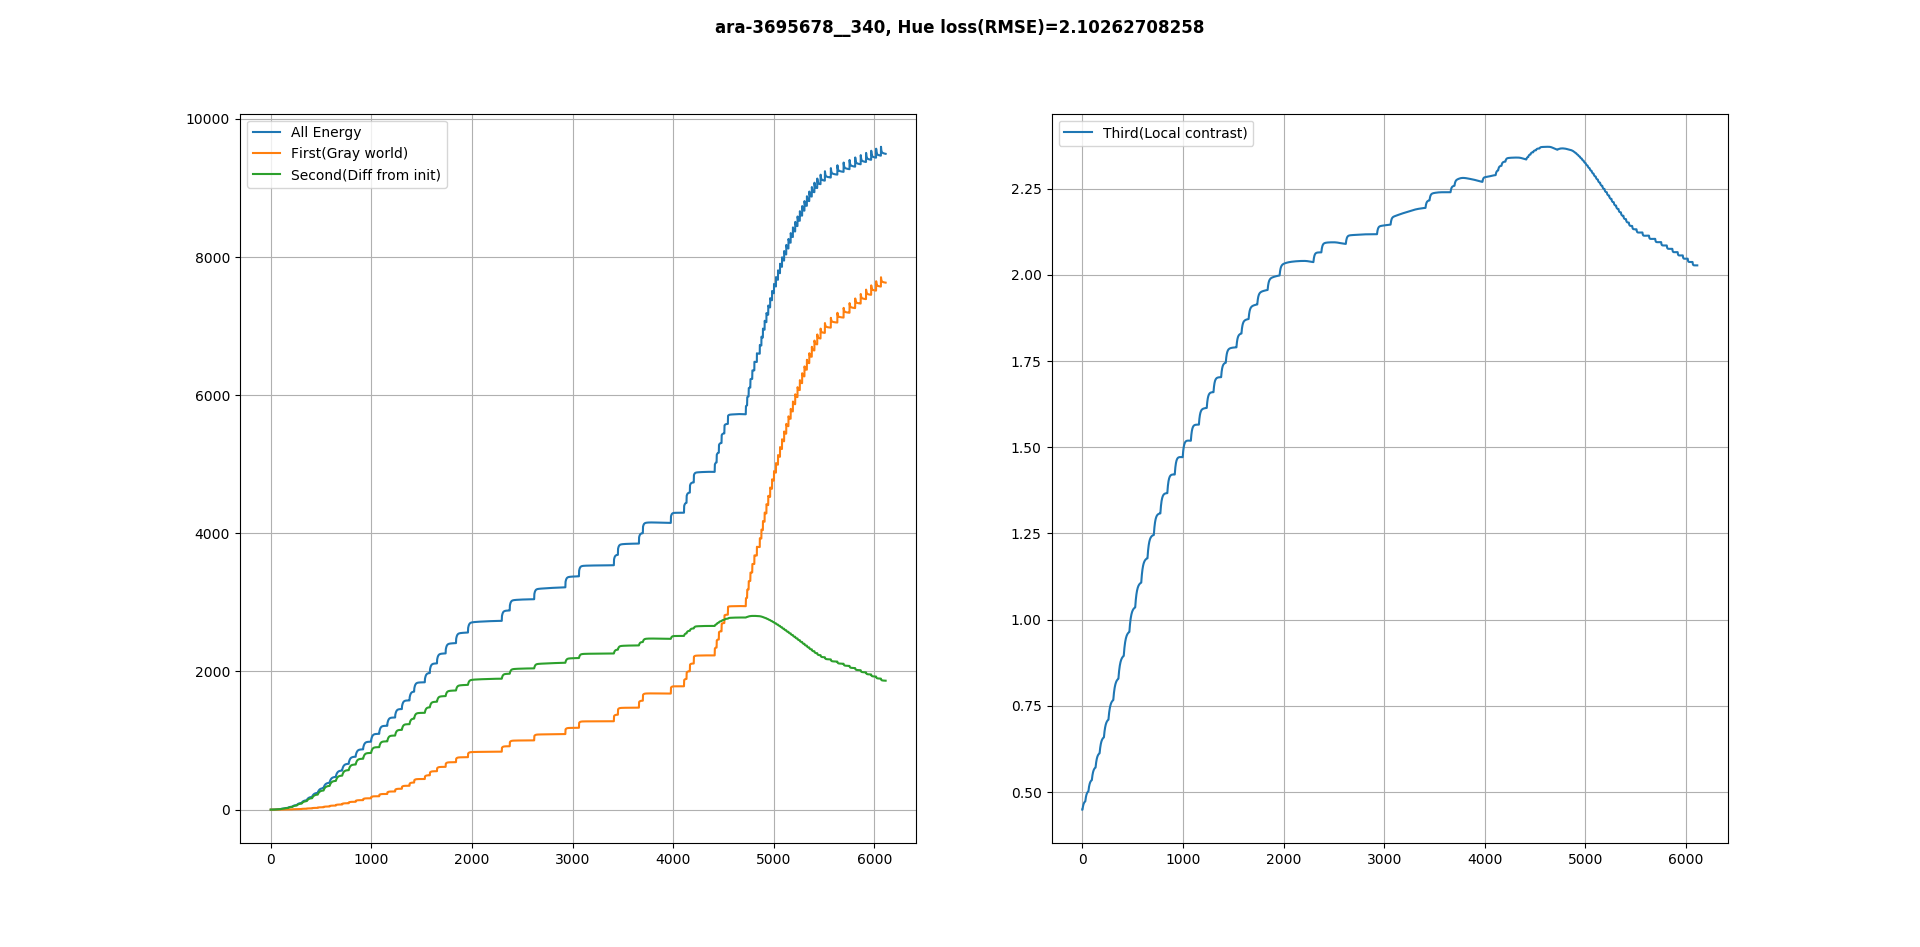 ara-3695678__340, Hue loss(RMSE)=2.10262708258
All Energy
First(Gray world)
Second(Diff from init)
10000
8000
6000
4000
2000
0
0 1000 2000 3000 4000 5000 6000
Third(Local contrast)
2.25
2.00
1.75
1.50
1.25
1.00
0.75
0.50
0 1000 2000 3000 4000 5000 6000